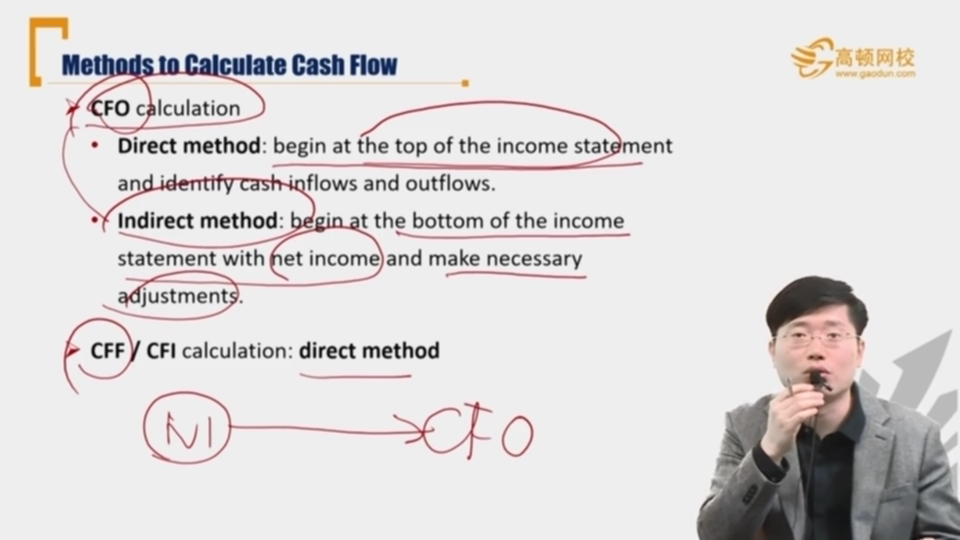 Methods to Calculate Cash Flow
高顿网校
www.gaodun.com
CFO calculation
Direct method: begin at the top of the income statement
and identify cash inflows and outflows.
Indirect method: begin at the bottom of the income
statement with net income and make necessary
adjustments.
CFF / CFI calculation: direct method
NI CFO